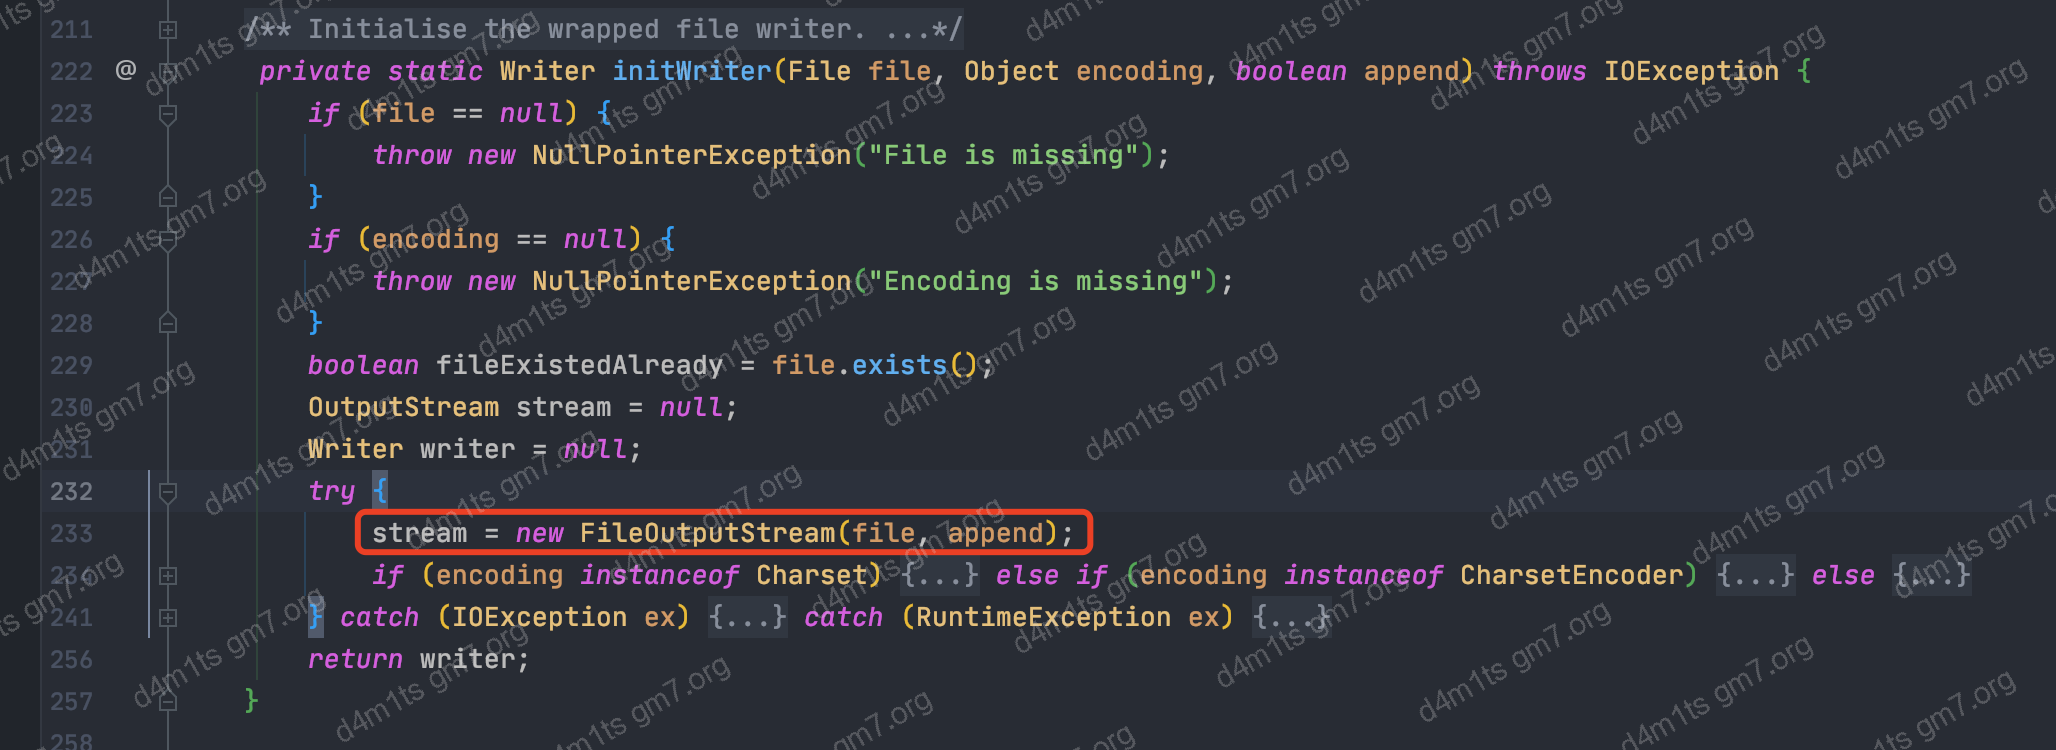 211 /** Initialise the wrapped file writer. ...*/
222 @ private static Writer initWriter(File file, Object encoding, boolean append) throws IOException {
223 if (file == null) {
224 throw new NullPointerException("File is missing");
225 }
226 if (encoding == null) {
227 throw new NullPointerException("Encoding is missing");
228 }
229 boolean fileExistedAlready = file.exists();
230 OutputStream stream = null;
231 Writer writer = null;
232 try {
233 stream = new FileOutputStream(file, append);
234 if (encoding instanceof Charset) {...} else if (encoding instanceof CharsetEncoder) {...} else {...}
241 } catch (IOException ex) {...} catch (RuntimeException ex) {...}
256 return writer;
257 }
258
d4m1ts gm7.org